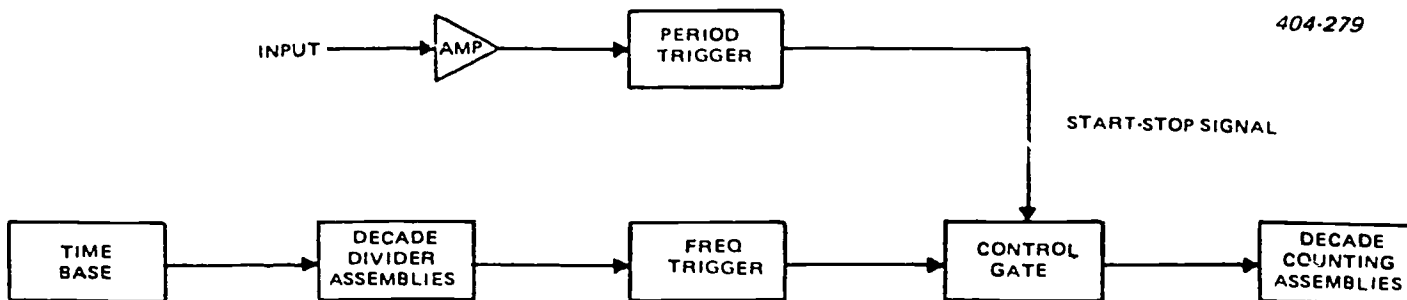 404-279
INPUT
AMP
PERIOD
TRIGGER
START-STOP SIGNAL
TIME
BASE
DECADE
DIVIDER
ASSEMBLIES
FREQ
TRIGGER
CONTROL
GATE
DECADE
COUNTING
ASSEMBLIES